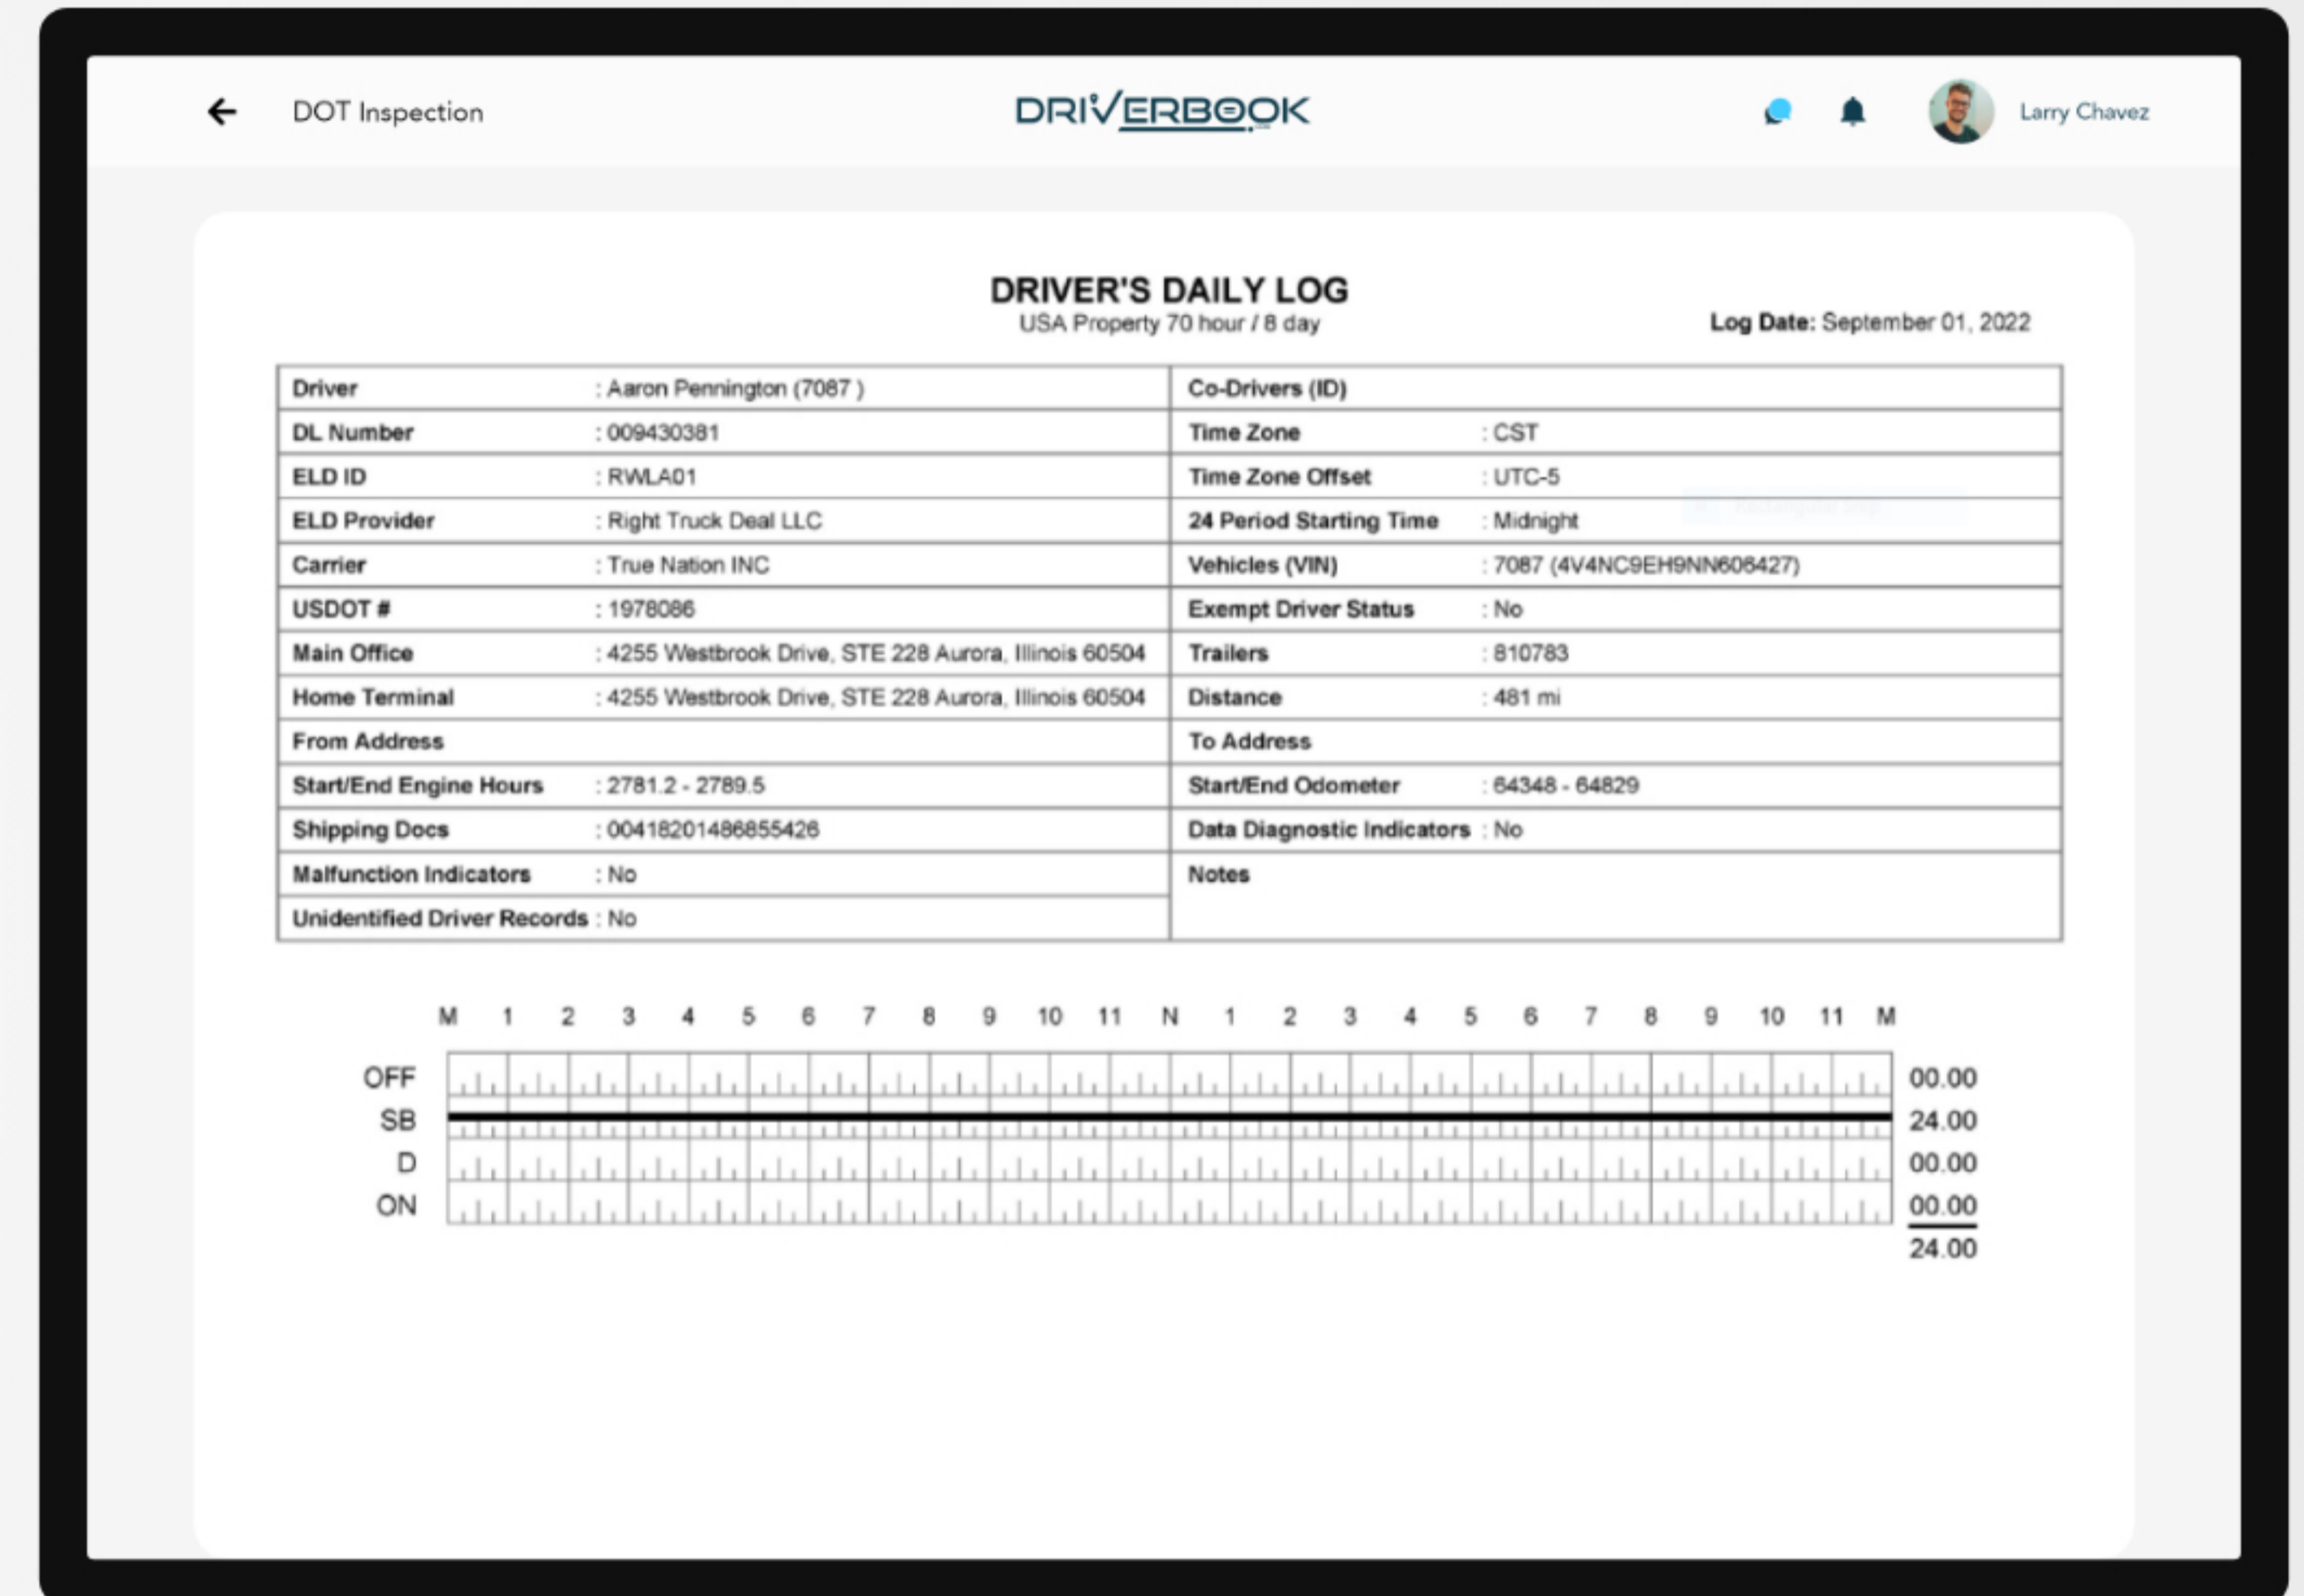 DOT Inspection
DRIVERBOOK
Larry Chavez
DRIVER'S DAILY LOG
USA Property 70 hour / 8 day
Log Date: September 01, 2022
Driver : Aaron Pennington (7087 ) Co-Drivers (ID)
DL Number : 009430381 Time Zone : CST
ELD ID : RWLA01 Time Zone Offset : UTC-5
ELD Provider : Right Truck Deal LLC 24 Period Starting Time : Midnight
Carrier : True Nation INC Vehicles (VIN) : 7087 (4V4NC9EH9NN606427)
USDOT # : 1978086 Exempt Driver Status : No
Main Office : 4255 Westbrook Drive, STE 228 Aurora, Illinois 60504 Trailers : 810783
Home Terminal : 4255 Westbrook Drive, STE 228 Aurora, Illinois 60504 Distance : 481 mi
From Address To Address
Start/End Engine Hours : 2781.2 - 2789.5 Start/End Odometer : 64348 - 64829
Shipping Docs : 00418201486855426 Data Diagnostic Indicators : No
Malfunction Indicators : No Notes
Unidentified Driver Records : No
M 1 2 3 4 5 6 7 8 9 10 11 N 1 2 3 4 5 6 7 8 9 10 11 M
OFF 00.00
SB 24.00
D 00.00
ON 00.00
24.00